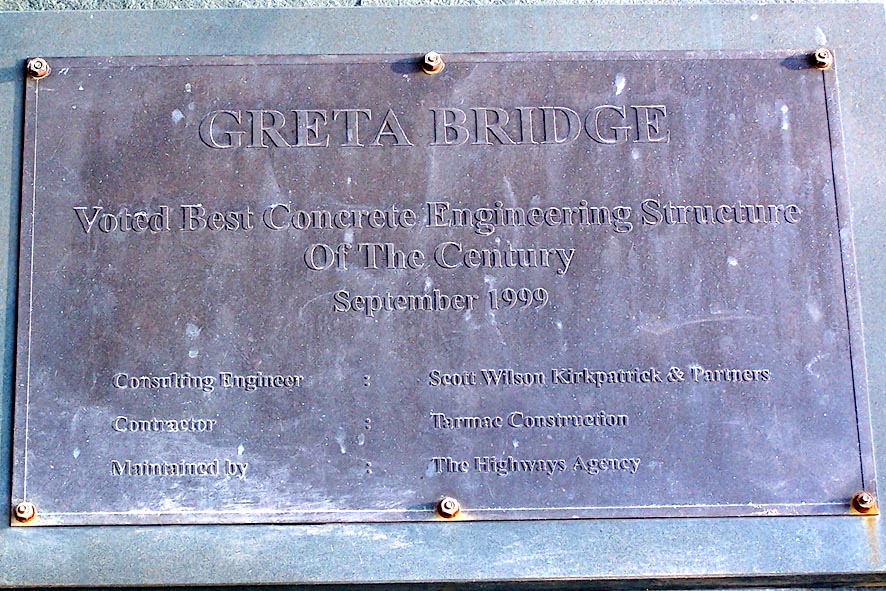 GRETA BRIDGE
Voted Best Concrete Engineering Structure
Of The Century
September 1999
Consulting Engineer : Scott Wilson Kirkpatrick & Partners
Contractor : Tarmac Construction
Maintained by : The Highways Agency